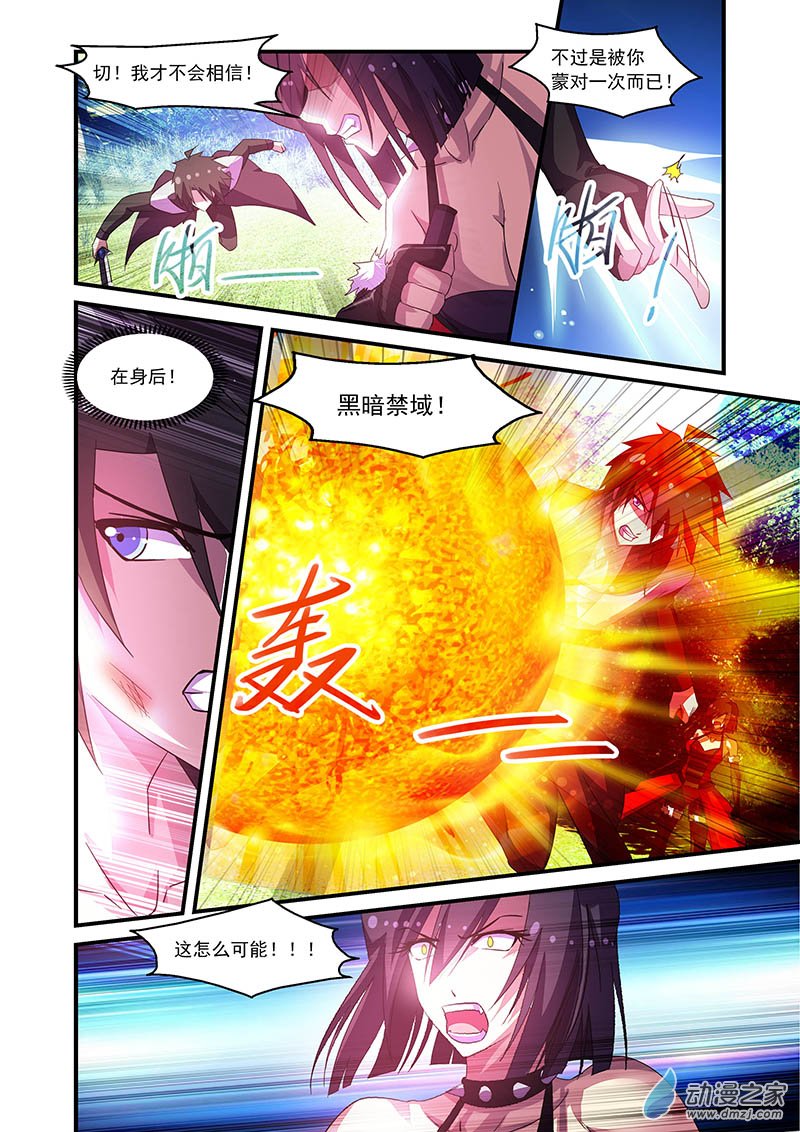 切！我才不会相信！
不过是被你
蒙对一次而已！
啪——
啪！
在身后！
黑暗禁域！
轰——
这怎么可能！！！
动漫之家
www.dmzj.com